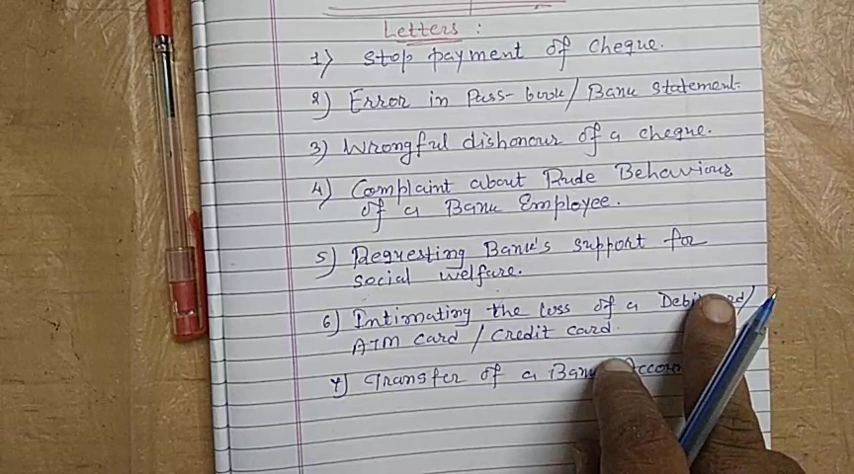 Letters :
1) Stop payment of cheque.
2) Error in Pass-book/Bank statement.
3) Wrongful dishonour of a cheque.
4) Complaint about Rude Behaviour
of a Bank Employee.
5) Requesting Bank's support for
social welfare.
6) Intimating the loss of a
ATM card / credit card.
7) Transfer of a Bank